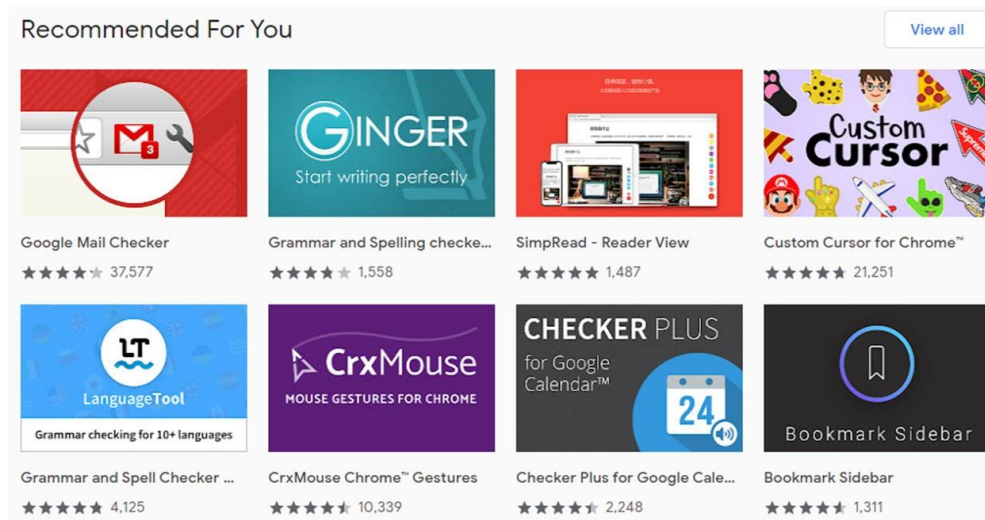 Recommended For You
View all
3
GINGER
Start writing perfectly
Custom
Cursor
Supreme
Google Mail Checker
37,577
Grammar and Spelling checke...
1,558
SimpRead - Reader View
1,487
Custom Cursor for Chrome™
21,251
LT
LanguageTool
Grammar checking for 10+ languages
CrxMouse
MOUSE GESTURES FOR CHROME
CHECKER PLUS
for Google
Calendar™
24
Bookmark Sidebar
Grammar and Spell Checker ...
4,125
CrxMouse Chrome™ Gestures
10,339
Checker Plus for Google Cale...
2,248
Bookmark Sidebar
1,311